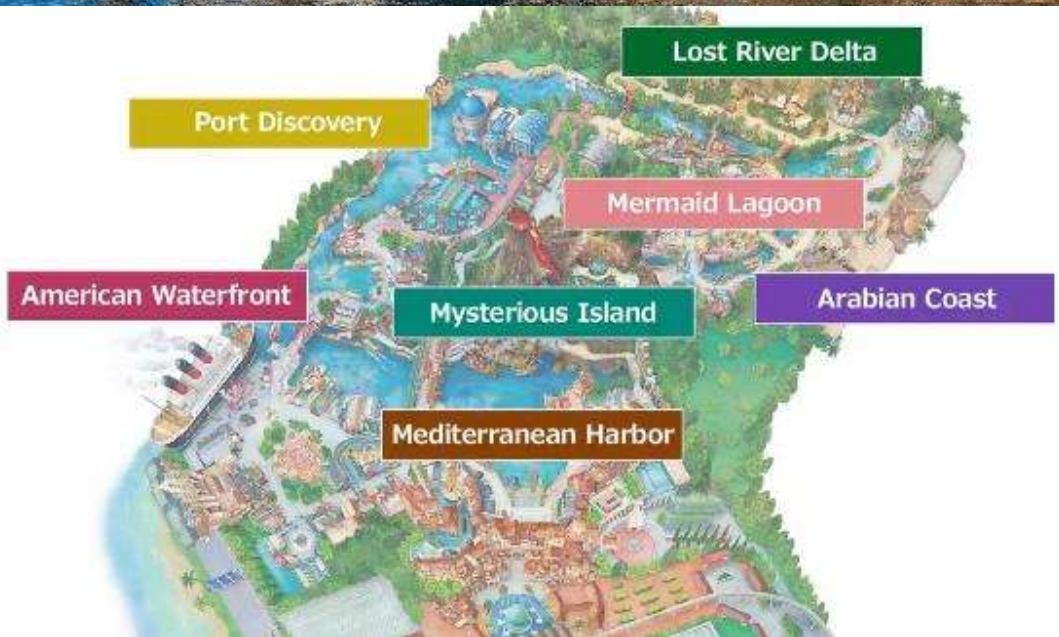 Lost River Delta
Port Discovery
Mermaid Lagoon
American Waterfront
Mysterious Island
Arabian Coast
Mediterranean Harbor